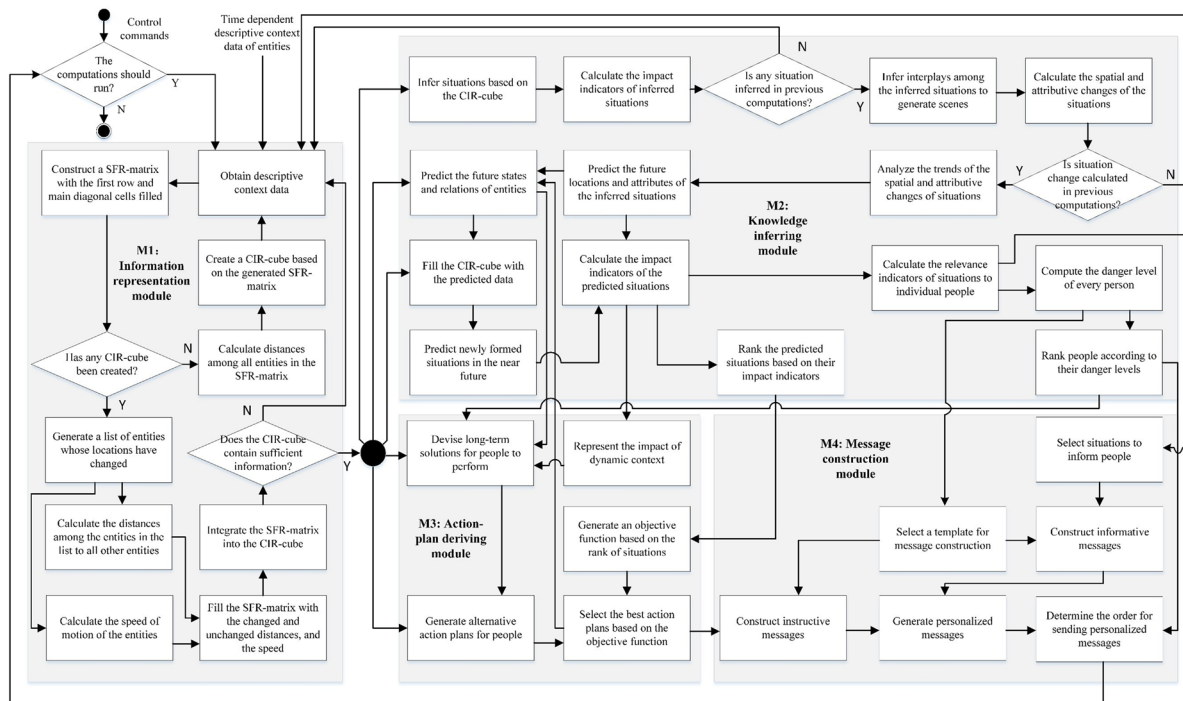 Control
commands
Time dependent
descriptive context
data of entities
The
computations should
run?
Y
N
Construct a SFR-matrix
with the first row and
main diagonal cells filled
Obtain descriptive
context data
M1:
Information
representation
module
Create a CIR-cube based
on the generated SFR-
matrix
Has any CIR-cube
been created?
N
Y
Calculate distances
among all entities in the
SFR-matrix
Generate a list of entities
whose locations have
changed
Does the CIR-cube
contain sufficient
information?
N
Y
Calculate the distances
among the entities in the
list to all other entities
Integrate the SFR-matrix
into the CIR-cube
Calculate the speed of
motion of the entities
Fill the SFR-matrix with
the changed and
unchanged distances, and
the speed
Infer situations based on
the CIR-cube
Calculate the impact
indicators of inferred
situations
Is any situation
inferred in previous
computations?
N
Y
Infer interplays among
the inferred situations to
generate scenes
Calculate the spatial and
attributive changes of the
situations
Predict the future states
and relations of entities
Predict the future
locations and attributes of
the inferred situations
Analyze the trends of the
spatial and attributive
changes of situations
Y
Is situation
change calculated
in previous
computations?
N
M2:
Knowledge
inferring
module
Fill the CIR-cube with
the predicted data
Calculate the impact
indicators of the
predicted situations
Calculate the relevance
indicators of situations to
individual people
Compute the danger level
of every person
Predict newly formed
situations in the near
future
Rank the predicted
situations based on their
impact indicators
Rank people according to
their danger levels
Devise long-term
solutions for people to
perform
Represent the impact of
dynamic context
M3: Action-
plan deriving
module
Generate an objective
function based on the
rank of situations
Generate alternative
action plans for people
Select the best action
plans based on the
objective function
M4: Message
construction
module
Select situations to
inform people
Select a template for
message construction
Construct informative
messages
Construct instructive
messages
Generate personalized
messages
Determine the order for
sending personalized
messages